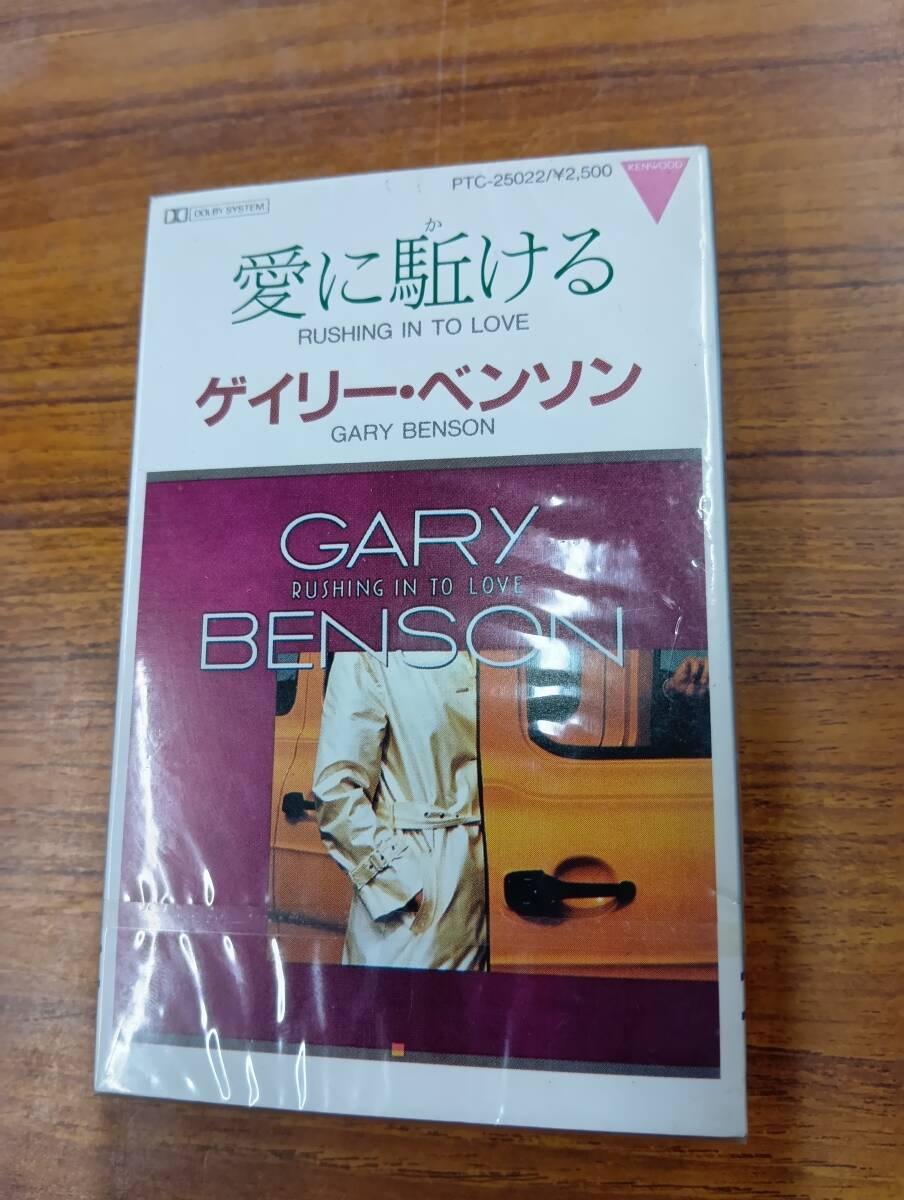 PTC-25022/¥2,500
KENWOOD
DOLBY SYSTEM
か
愛に駈ける
RUSHING IN TO LOVE
ゲイリー・ベンソン
GARY BENSON
GARY
RUSHING IN TO LOVE
BENSON